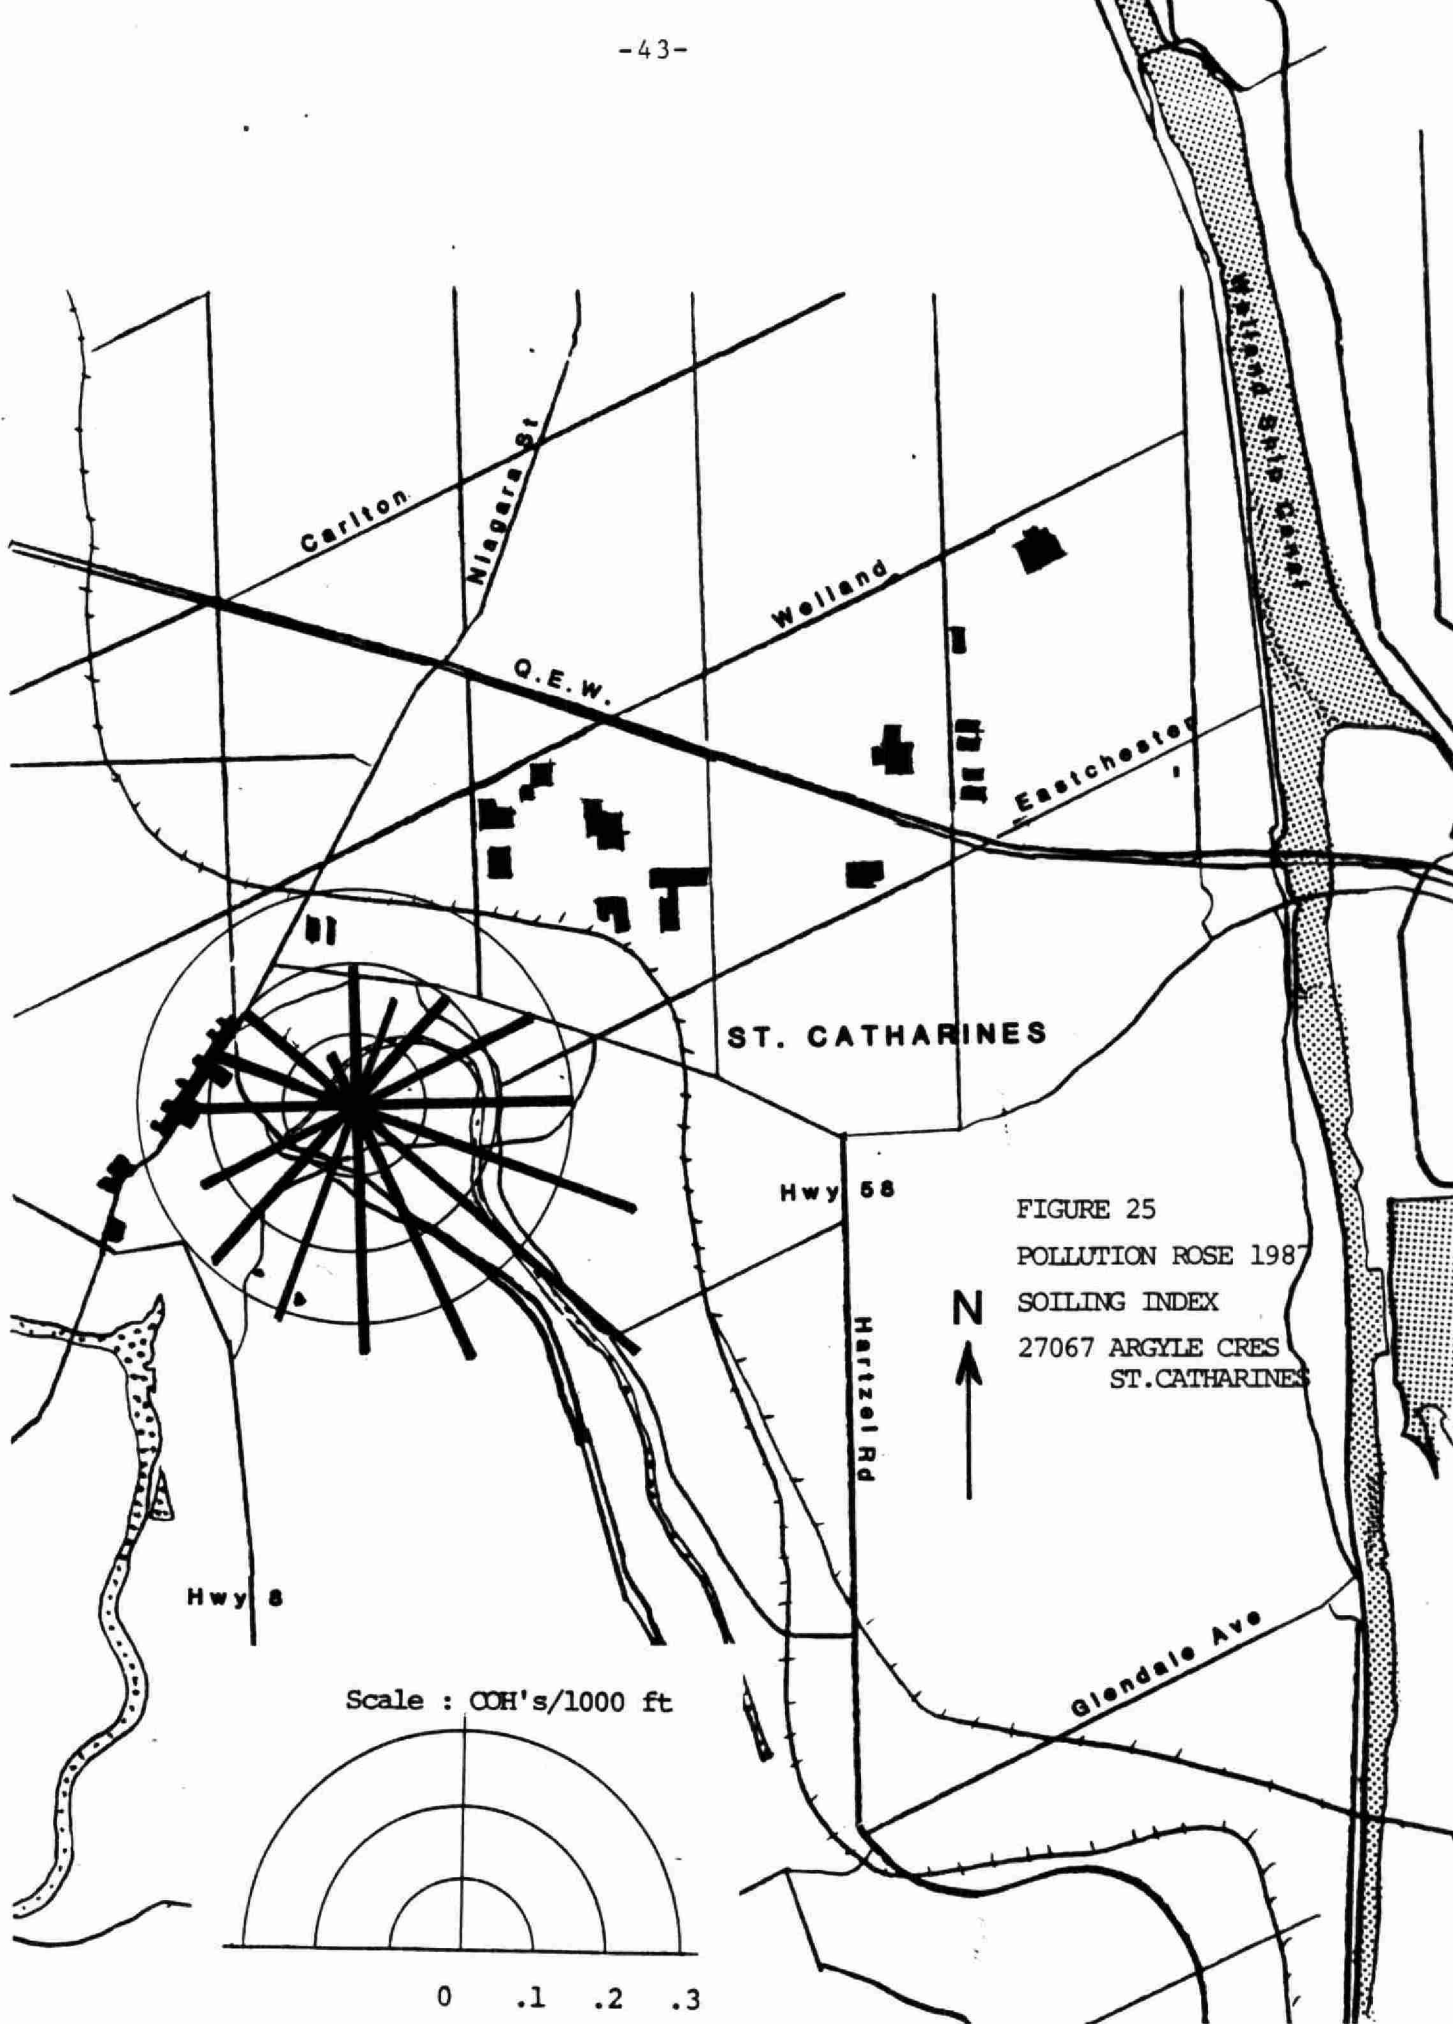 -43-
Welland Ship Canal
Niagara St
Carlton
Welland
Q.E.W.
Eastchester
ST. CATHARINES
Hwy 58
FIGURE 25
POLLUTION ROSE 1987
SOILING INDEX
27067 ARGYLE CRES
ST.CATHARINES
N
Hartzel Rd
Hwy 8
Glendale Ave
Scale : COH's/1000 ft
0 .1 .2 .3